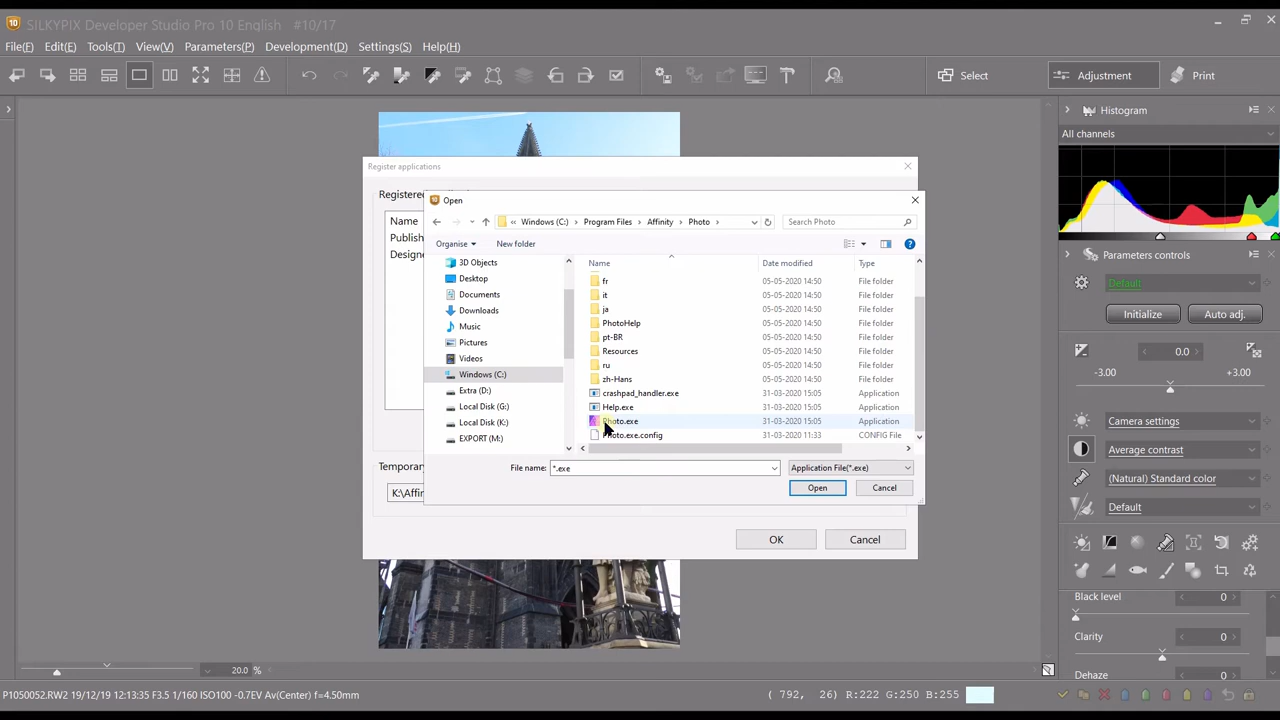 SILKYPIX Developer Studio Pro 10 English #10/17
File(F) Edit(E) Tools(T) View(V) Parameters(P) Development(D) Settings(S) Help(H)
Select Adjustment Print
Histogram
All channels
Register applications
Registere
Name
Publish
Designe
Open
« Windows (C:) › Program Files › Affinity › Photo › Search Photo
Organise New folder
Name Date modified Type
3D Objects
Desktop
Documents
Downloads
Music
Pictures
Videos
Windows (C:)
Extra (D:)
Local Disk (G:)
Local Disk (K:)
EXPORT (M:)
fr 05-05-2020 14:50 File folder
it 05-05-2020 14:50 File folder
ja 05-05-2020 14:50 File folder
PhotoHelp 05-05-2020 14:50 File folder
pt-BR 05-05-2020 14:50 File folder
Resources 05-05-2020 14:50 File folder
ru 05-05-2020 14:50 File folder
zh-Hans 05-05-2020 14:50 File folder
crashpad_handler.exe 31-03-2020 15:05 Application
Help.exe 31-03-2020 15:05 Application
Photo.exe 31-03-2020 15:05 Application
Photo.exe.config 31-03-2020 11:33 CONFIG File
File name: *.exe Application File(*.exe)
Open Cancel
Temporary
K:\Affin
OK Cancel
Parameters controls
Default
Initialize Auto adj.
0.0
-3.00 +3.00
Camera settings
Average contrast
(Natural) Standard color
Default
Black level 0
Clarity 0
Dehaze 0
20.0 %
P1050052.RW2 19/12/19 12:13:35 F3.5 1/160 ISO100 -0.7EV Av(Center) f=4.50mm
( 792, 26) R:222 G:250 B:255